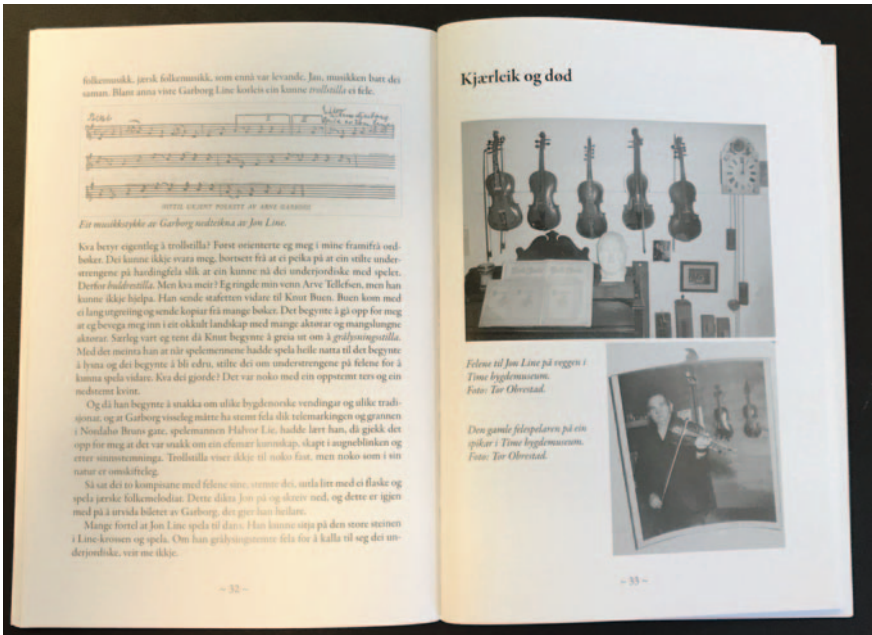 folkemusikk, jærsk folkemusikk, som ennå var levande. Jau, musikken batt dei
saman. Blant anna viste Garborg Line korleis ein kunne trollstilla ei fele.
HITTIL UKJENT POLKETT AV ARNE GARBORG
Eit musikkstykke av Garborg nedteikna av Jon Line.
Kva betyr eigentleg å trollstilla? Først orienterte eg meg i mine framifrå ord-
bøker. Dei kunne ikkje svara meg, bortsett frå at ei peika på at ein stilte under-
strengene på hardingfela slik at ein kunne nå dei underjordiske med spelet.
Derfor huldrestilla. Men kva meir? Eg ringde min venn Arve Tellefsen, men han
kunne ikkje hjelpa. Han sende stafetten vidare til Knut Buen. Buen kom med
ei lang utgreiing og sende kopiar frå mange bøker. Det begynte å gå opp for meg
at eg bevega meg inn i eit okkult landskap med mange aktørar og mangslungne
aktørar. Særleg vart eg tent då Knut begynte å greia ut om å grålysningsstilla.
Med det meinta han at når spelemennene hadde spela heile natta til det begynte
å lysna og dei begynte å bli edru, stilte dei om understrengene på felene for å
kunna spela vidare. Kva dei gjorde? Det var noko med ein oppstemt ters og ein
nedstemt kvint.
Og då han begynte å snakka om ulike bygdenorske vendingar og ulike tradi-
sjonar, og at Garborg visseleg måtte ha stemt fela slik telemarkingen og grannen
i Nordahl Bruns gate, spelemannen Halvor Lie, hadde lært han, då gjekk det
opp for meg at det var snakk om ein efemær kunnskap, skapt i augneblinken og
etter sinnsstemninga. Trollstilla viser ikkje til noko fast, men noko som i sin
natur er omskifteleg.
Så sat dei to kompisane med felene sine, stemte dei, sutla litt med ei flaske og
spela jærske folkemelodiar. Dette dikta Jon på og skreiv ned, og dette er igjen
med på å utvida biletet av Garborg, det gjer han heilare.
Mange fortel at Jon Line spela til dans. Han kunne sitja på den store steinen
i Line-krossen og spela. Om han grålysingsstemte fela for å kalla til seg dei un-
derjordiske, veit me ikkje.
~ 32 ~
Kjærleik og død
Felene til Jon Line på veggen i
Time bygdemuseum.
Foto: Tor Obrestad.
Den gamle felespelaren på ein
spikar i Time bygdemuseum.
Foto: Tor Obrestad.
~ 33 ~